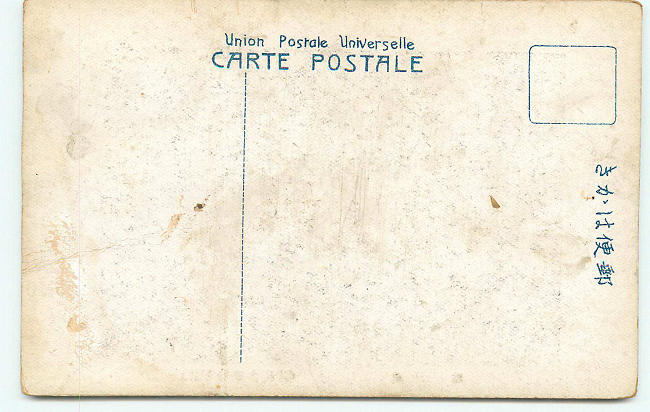 Union Postale Universelle
CARTE POSTALE
郵便はかき